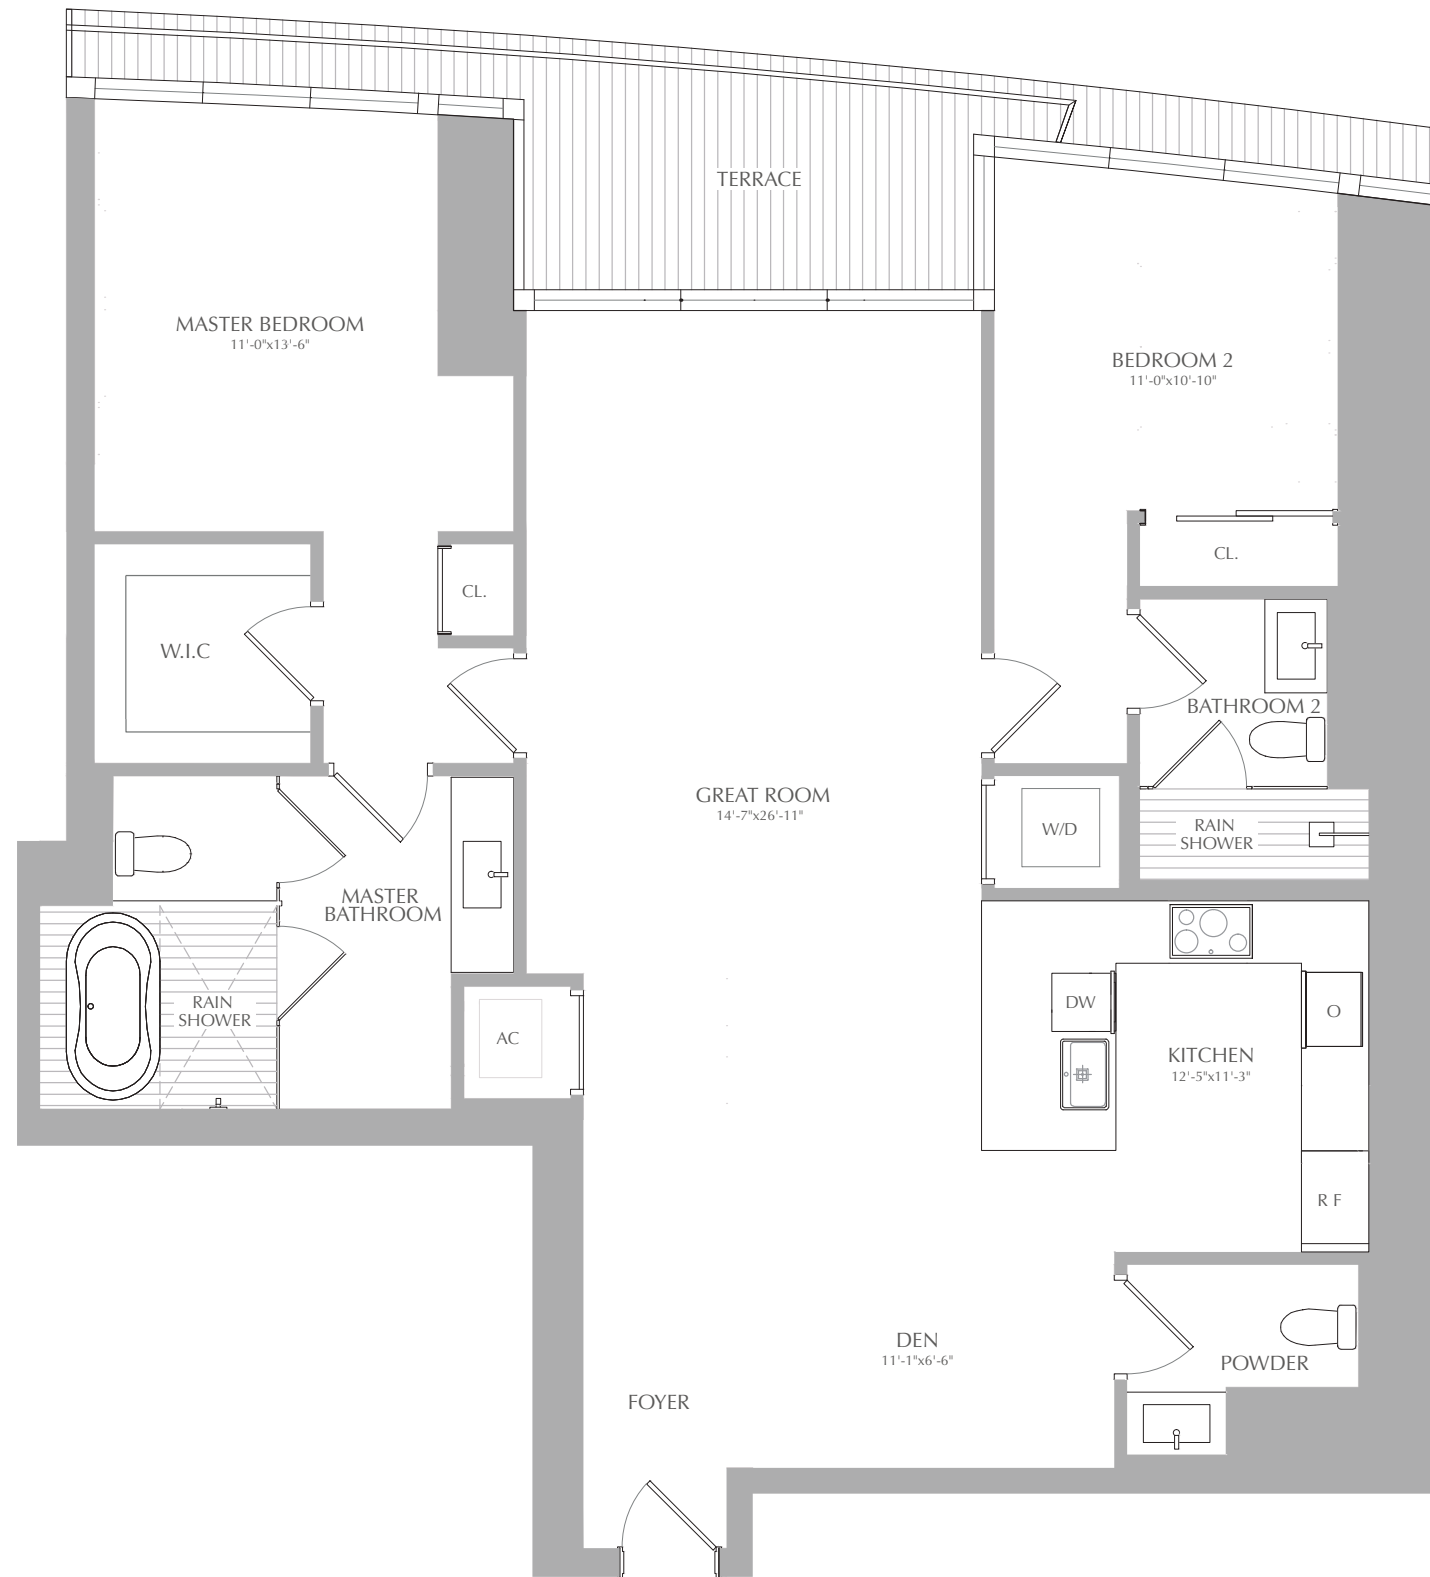 TERRACE
MASTER BEDROOM
11'-0"x13'-6"
BEDROOM 2
11'-0"x10'-10"
CL.
CL.
W.I.C
BATHROOM 2
GREAT ROOM
14'-7"x26'-11"
W/D
RAIN
SHOWER
MASTER
BATHROOM
RAIN
SHOWER
AC
DW
O
KITCHEN
12'-5"x11'-3"
R F
DEN
11'-1"x6'-6"
POWDER
FOYER